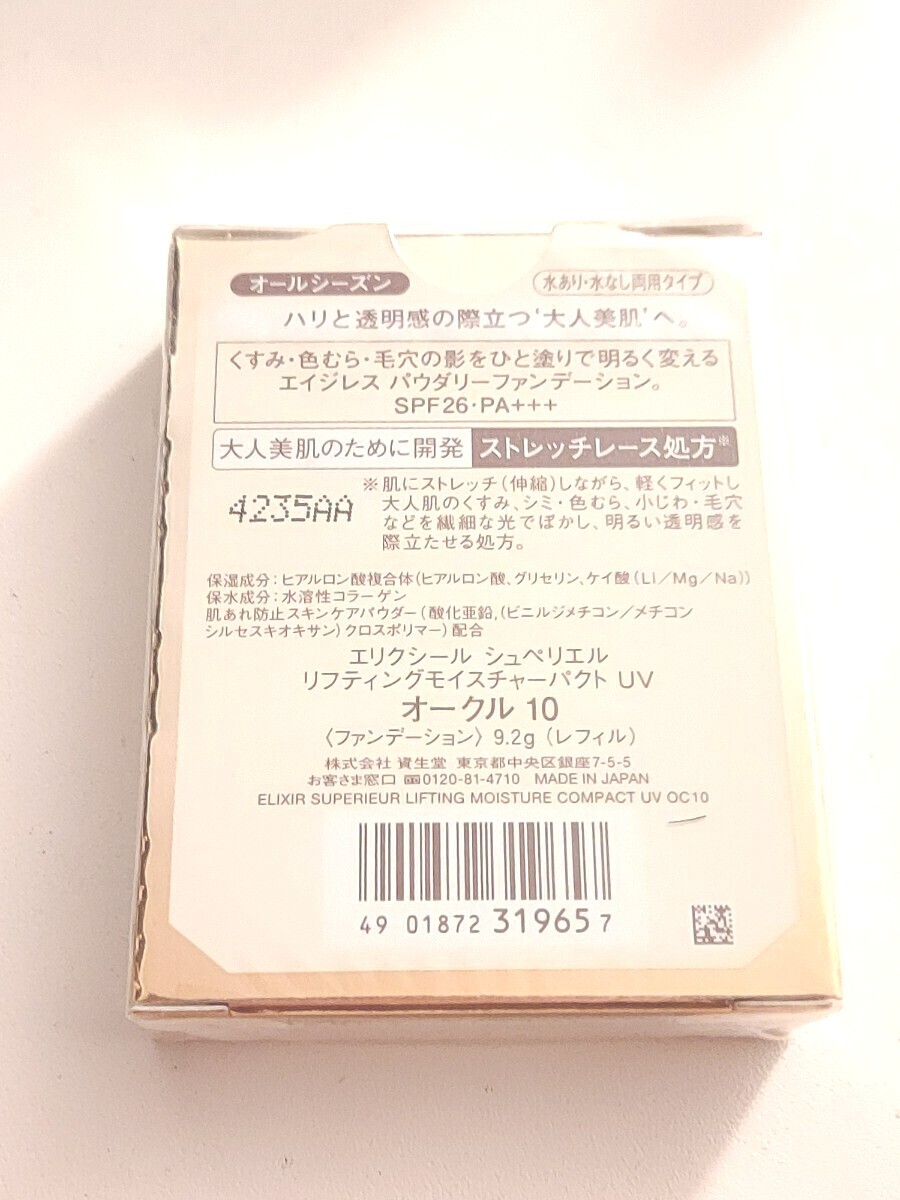 オールシーズン
水あり・水なし両用タイプ
ハリと透明感の際立つ‘大人美肌’へ。
くすみ・色むら・毛穴の影をひと塗りで明るく変える
エイジレス パウダリーファンデーション。
SPF26・PA+++
大人美肌のために開発 ストレッチレース処方※
※肌にストレッチ(伸縮)しながら、軽くフィットし
大人肌のくすみ、シミ・色むら、小じわ・毛穴
などを繊細な光でぼかし、明るい透明感を
際立たせる処方。
4235AA
保湿成分:ヒアルロン酸複合体(ヒアルロン酸、グリセリン、ケイ酸(LI/Mg/Na))
保水成分:水溶性コラーゲン
肌あれ防止スキンケアパウダー(酸化亜鉛,(ビニルジメチコン/メチコン
シルセスキオキサン)クロスポリマー)配合
エリクシール シュペリエル
リフティングモイスチャーパクト UV
オークル 10
〈ファンデーション〉 9.2g (レフィル)
株式会社 資生堂 東京都中央区銀座7-5-5
お客さま窓口 0120-81-4710 MADE IN JAPAN
ELIXIR SUPERIEUR LIFTING MOISTURE COMPACT UV OC10
49 01872 31965 7